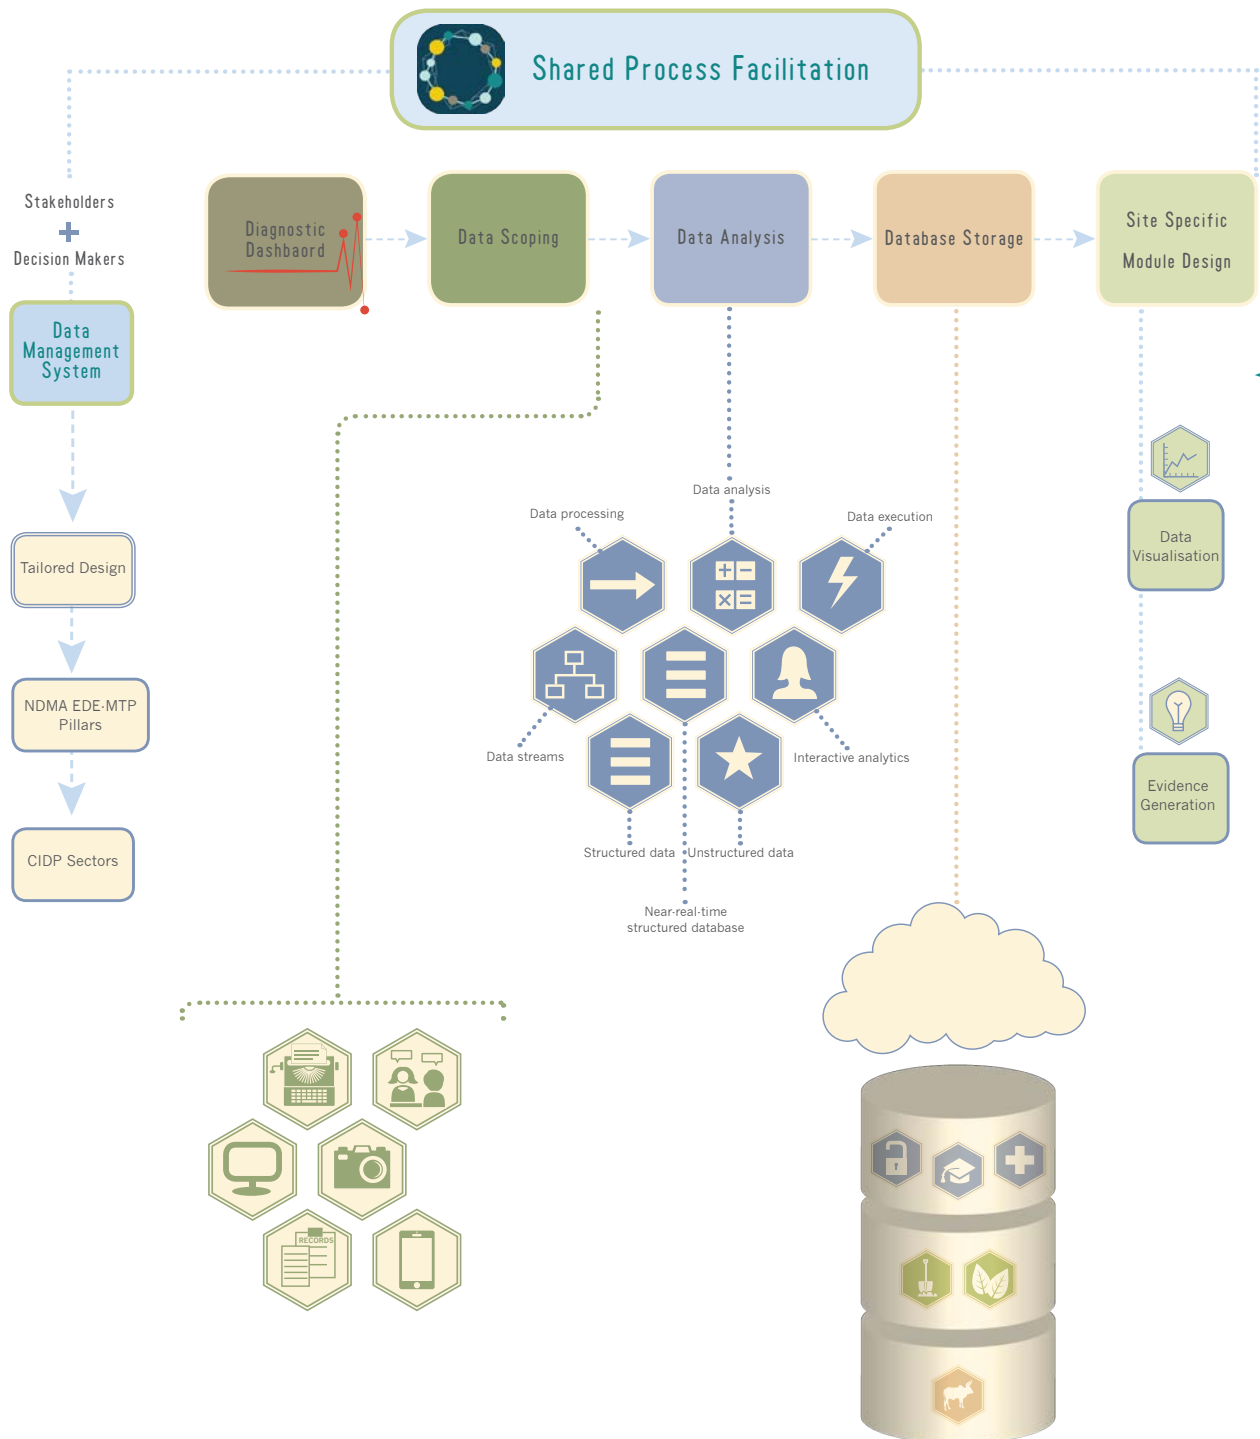 Shared Process Facilitation
Stakeholders
Decision Makers
Data
Management
System
Tailored Design
NDMA EDE-MTP
Pillars
CIDP Sectors
Diagnostic
Dashbaord
Data Scoping
Data Analysis
Database Storage
Site Specific
Module Design
Data analysis
Data processing
Data execution
Data streams
Interactive analytics
Structured data
Unstructured data
Near-real-time
structured database
Data
Visualisation
Evidence
Generation
RECORDS